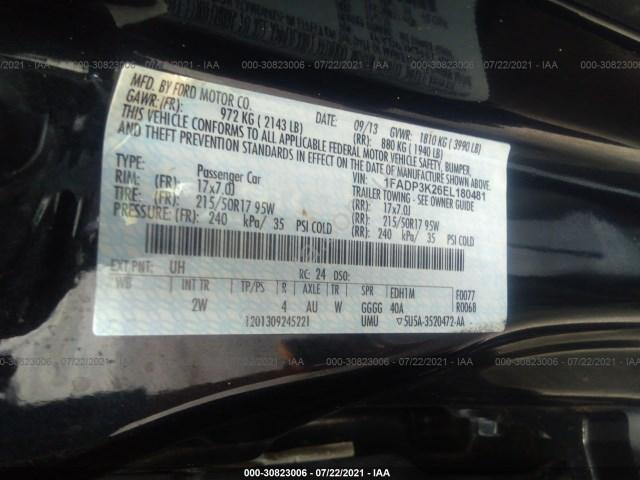 000-30823006 - 07/22/2021 - IAA
MFD. BY FORD MOTOR CO. DATE: 09/13 GVWR: 1810 KG ( 3990 LB)
GAWR:(FR): 972 KG ( 2143 LB) (RR): 880 KG ( 1940 LB)
THIS VEHICLE CONFORMS TO ALL APPLICABLE FEDERAL MOTOR VEHICLE SAFETY, BUMPER,
AND THEFT PREVENTION STANDARDS IN EFFECT ON THE DATE OF MANUFACTURE SHOWN ABOVE.
VIN: 1FADP3K26EL180481
TYPE: Passenger Car TRAILER TOWING - SEE OWNER GUIDE
RIM: (FR): 17x7.0J (RR): 17x7.0J
TIRE: (FR): 215/50R17 95W (RR): 215/50R17 95W
PRESSURE: (FR): 240 kPa/ 35 PSI COLD (RR): 240 kPa/ 35 PSI COLD
EXT PNT: UH RC: 24 DSO:
WB INT TR TP/PS R AXLE TR SPR EDH1M F0077
2W 4 AU W GGGG 40A R0068
1201309245221 UMU 5U5A-3520472-AA
000-30823006 - 07/22/2021 - IAA